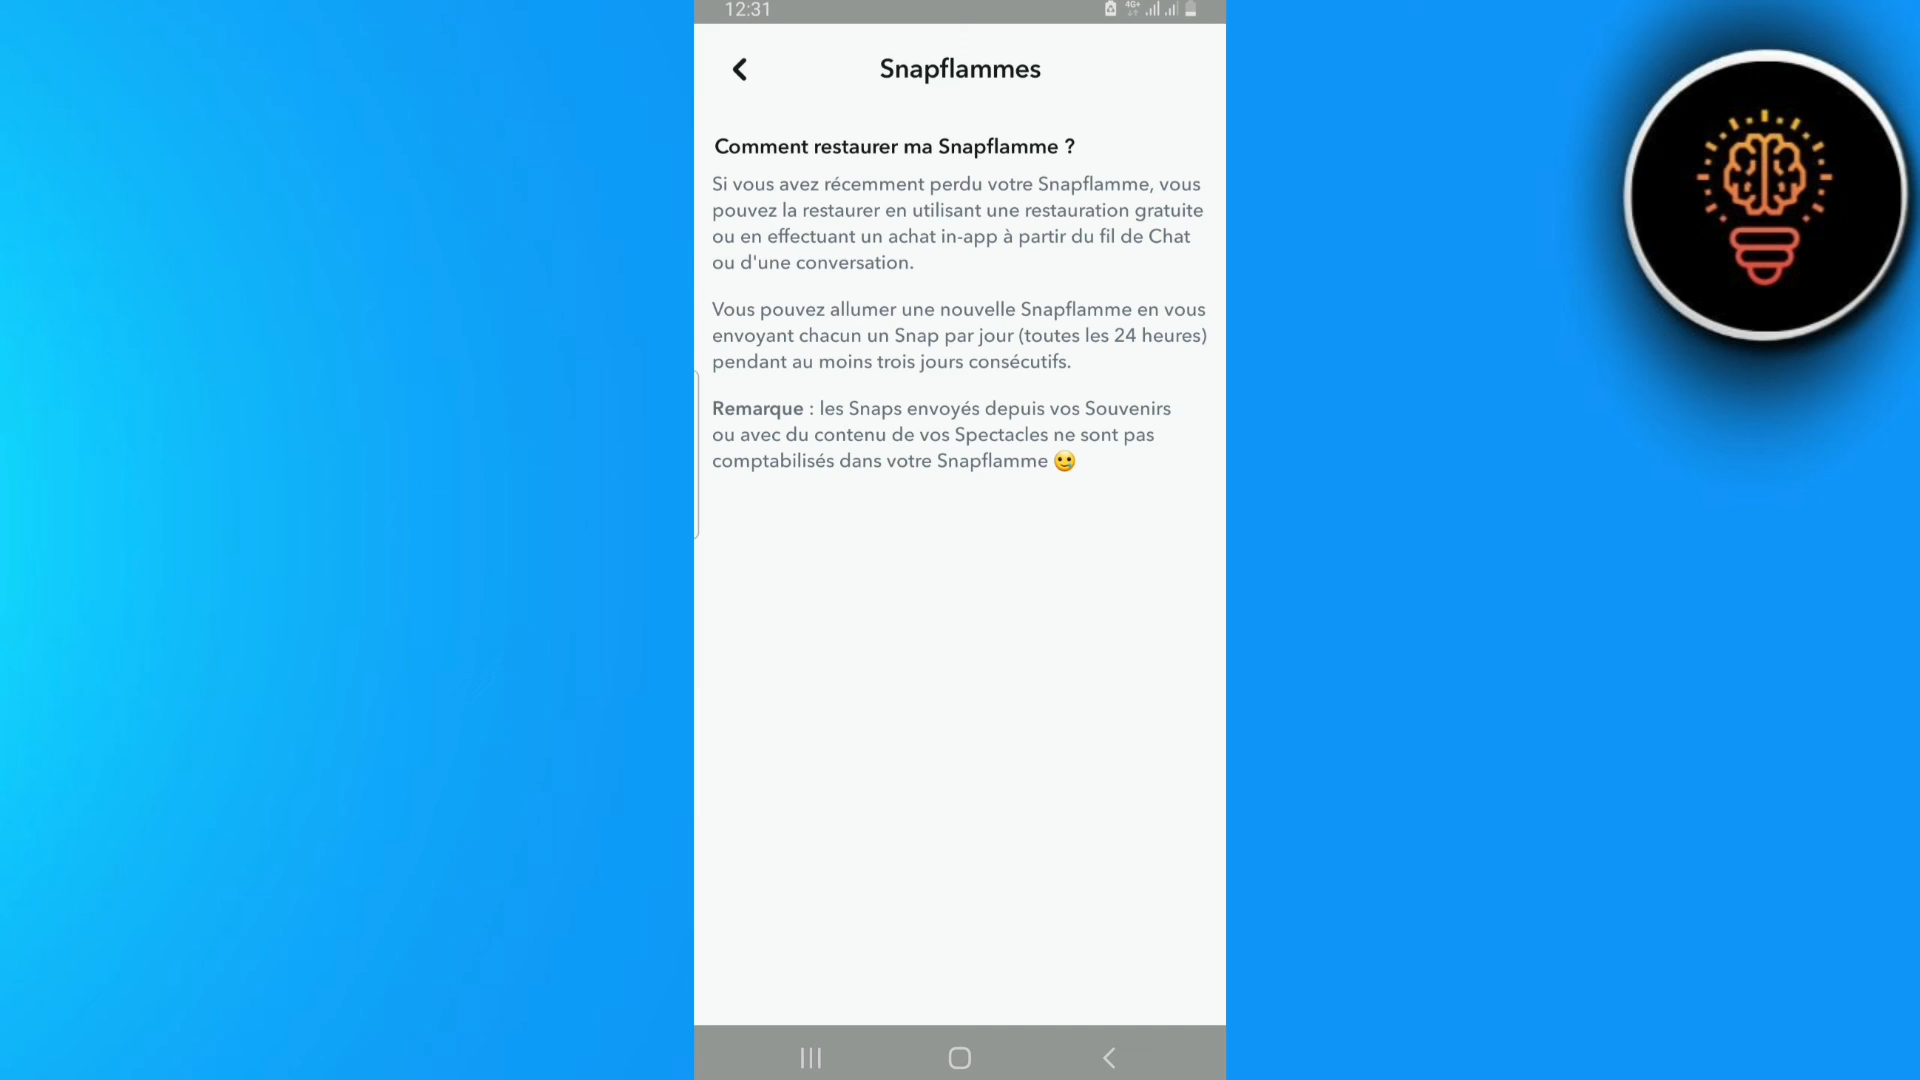 12:31
4G+
Snapflammes
Comment restaurer ma Snapflamme ?
Si vous avez récemment perdu votre Snapflamme, vous
pouvez la restaurer en utilisant une restauration gratuite
ou en effectuant un achat in-app à partir du fil de Chat
ou d'une conversation.
Vous pouvez allumer une nouvelle Snapflamme en vous
envoyant chacun un Snap par jour (toutes les 24 heures)
pendant au moins trois jours consécutifs.
Remarque : les Snaps envoyés depuis vos Souvenirs
ou avec du contenu de vos Spectacles ne sont pas
comptabilisés dans votre Snapflamme 🥲